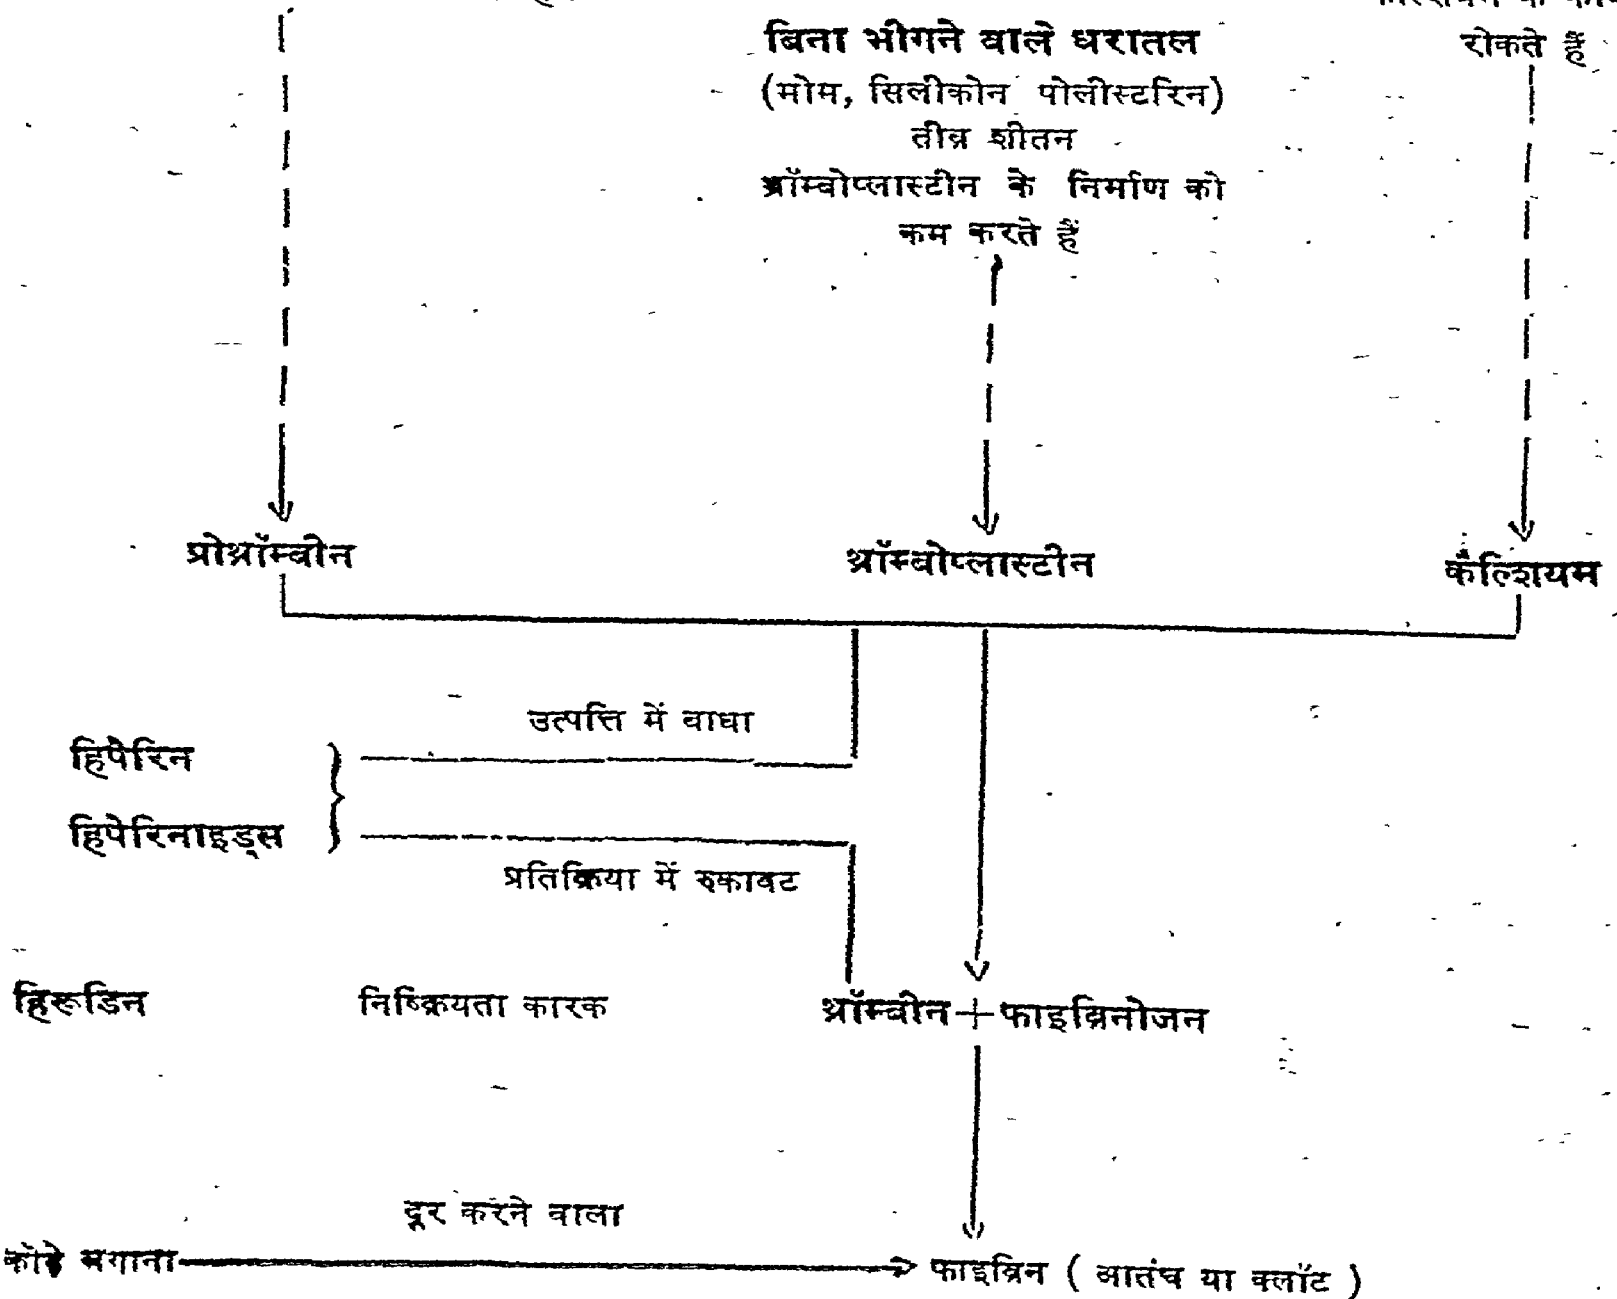 बिना भीगने वाले धरातल
रोकते हैं
(मोम, सिलीकोन पोलीस्टरिन)
तीव्र शीतन
थ्रॉम्बोप्लास्टीन के निर्माण को
कम करते हैं
प्रोथ्रॉम्बीन
थ्रॉम्बोप्लास्टीन
कैल्शियम
उत्पत्ति में बाधा
हिपेरिन
हिपेरिनाइड्स
प्रतिक्रिया में रुकावट
हिरूडिन
निष्क्रियता कारक
थ्रॉम्बीन + फाइब्रिनोजन
दूर करने वाला
फाइब्रिन ( आतंच या क्लॉट )